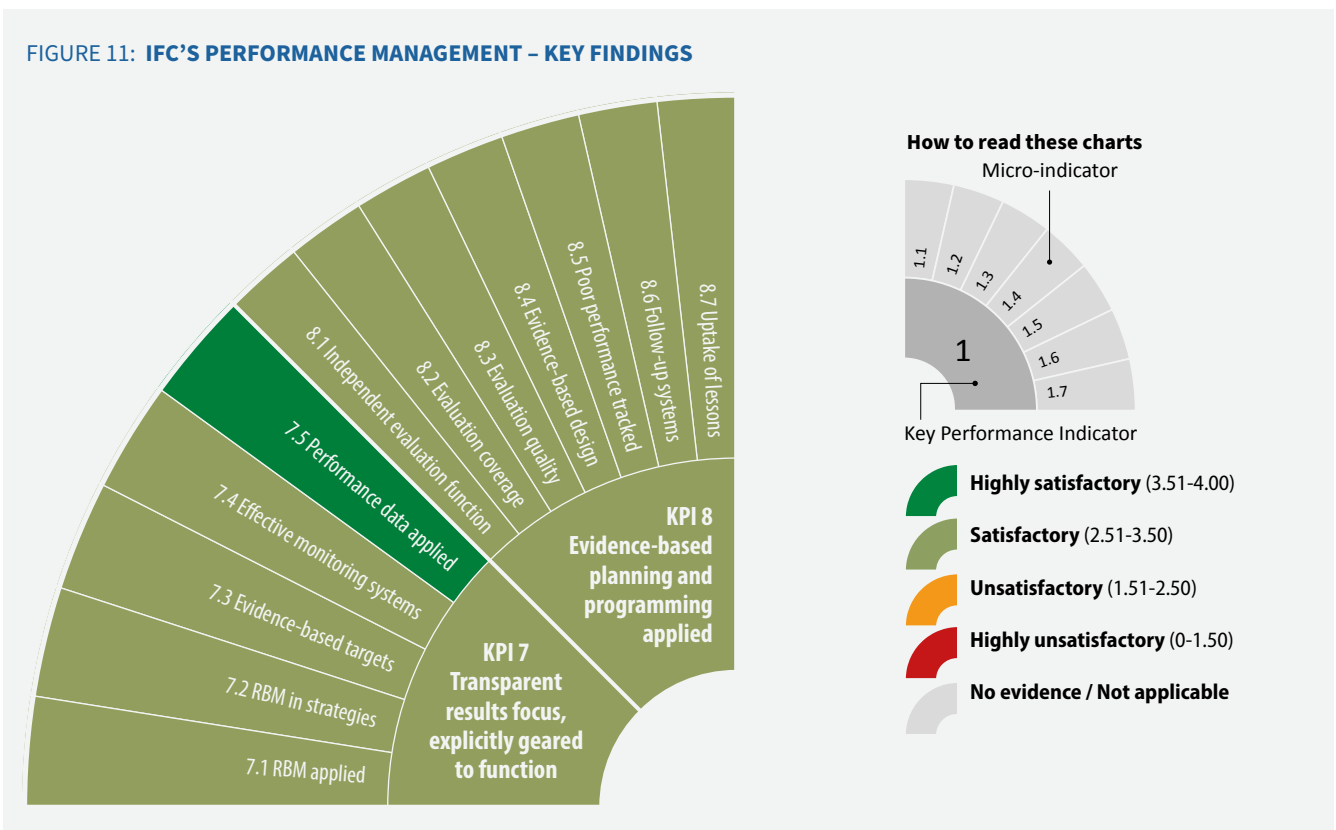 FIGURE 11: IFC'S PERFORMANCE MANAGEMENT – KEY FINDINGS
7.1 RBM applied
7.2 RBM in strategies
7.3 Evidence-based targets
7.4 Effective monitoring systems
7.5 Performance data applied
8.1 Independent evaluation function
8.2 Evaluation coverage
8.3 Evaluation quality
8.4 Evidence-based design
8.5 Poor performance tracked
8.6 Follow-up systems
8.7 Uptake of lessons
KPI 7
Transparent
results focus,
explicitly geared
to function
KPI 8
Evidence-based
planning and
programming
applied
How to read these charts
Micro-indicator
1.1
1.2
1.3
1.4
1.5
1.6
1.7
1
Key Performance Indicator
Highly satisfactory (3.51-4.00)
Satisfactory (2.51-3.50)
Unsatisfactory (1.51-2.50)
Highly unsatisfactory (0-1.50)
No evidence / Not applicable